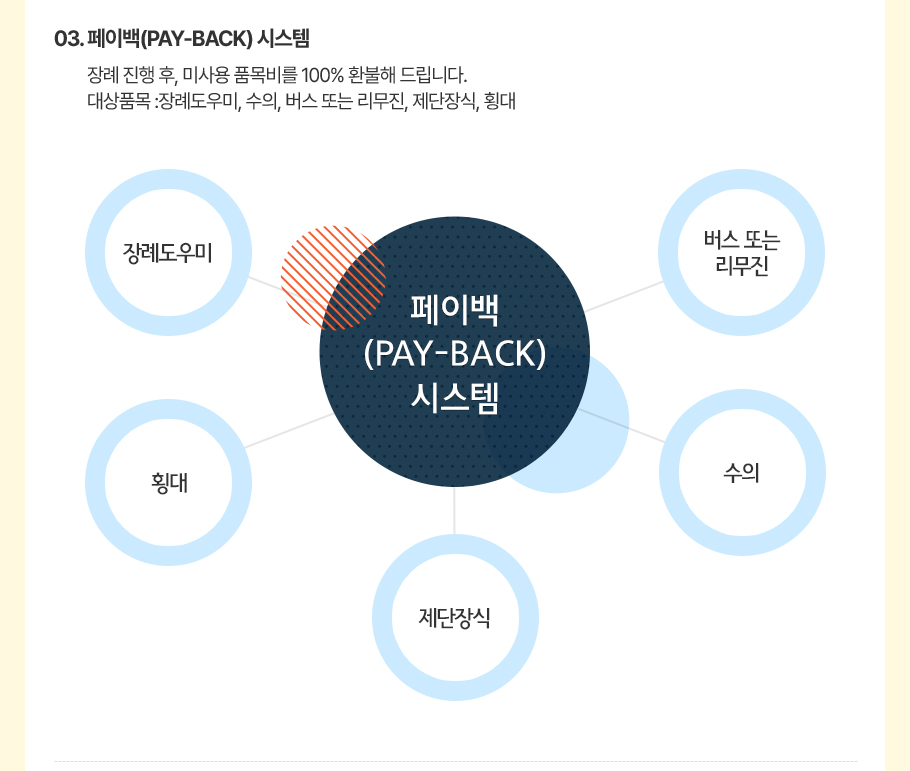 03. 페이백(PAY-BACK) 시스템
장례 진행 후, 미사용 품목비를 100% 환불해 드립니다.
대상품목 :장례도우미, 수의, 버스 또는 리무진, 제단장식, 횡대
장례도우미
버스 또는
리무진
페이백
(PAY-BACK)
시스템
횡대
수의
제단장식